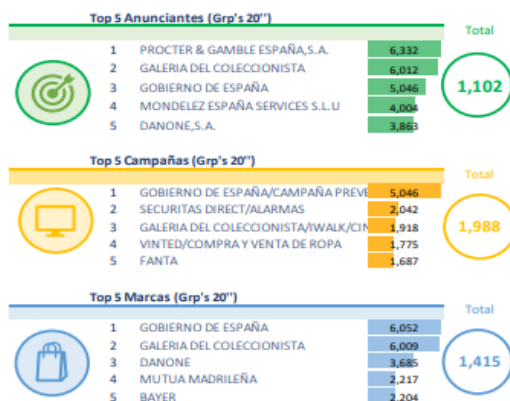 Top 5 Anunciantes (Grp's 20'')
Total
1 PROCTER & GAMBLE ESPAÑA,S.A. 6,332
2 GALERIA DEL COLECCIONISTA 6,012
3 GOBIERNO DE ESPAÑA 5,046
4 MONDELEZ ESPAÑA SERVICES S.L.U 4,004
5 DANONE,S.A. 3,863
1,102
Top 5 Campañas (Grp's 20'')
Total
1 GOBIERNO DE ESPAÑA/CAMPAÑA PREVE 5,046
2 SECURITAS DIRECT/ALARMAS 2,042
3 GALERIA DEL COLECCIONISTA/IWALK/CIN 1,918
4 VINTED/COMPRA Y VENTA DE ROPA 1,775
5 FANTA 1,687
1,988
Top 5 Marcas (Grp's 20'')
Total
1 GOBIERNO DE ESPAÑA 6,052
2 GALERIA DEL COLECCIONISTA 6,009
3 DANONE 3,685
4 MUTUA MADRILEÑA 2,217
5 BAYER 2,204
1,415